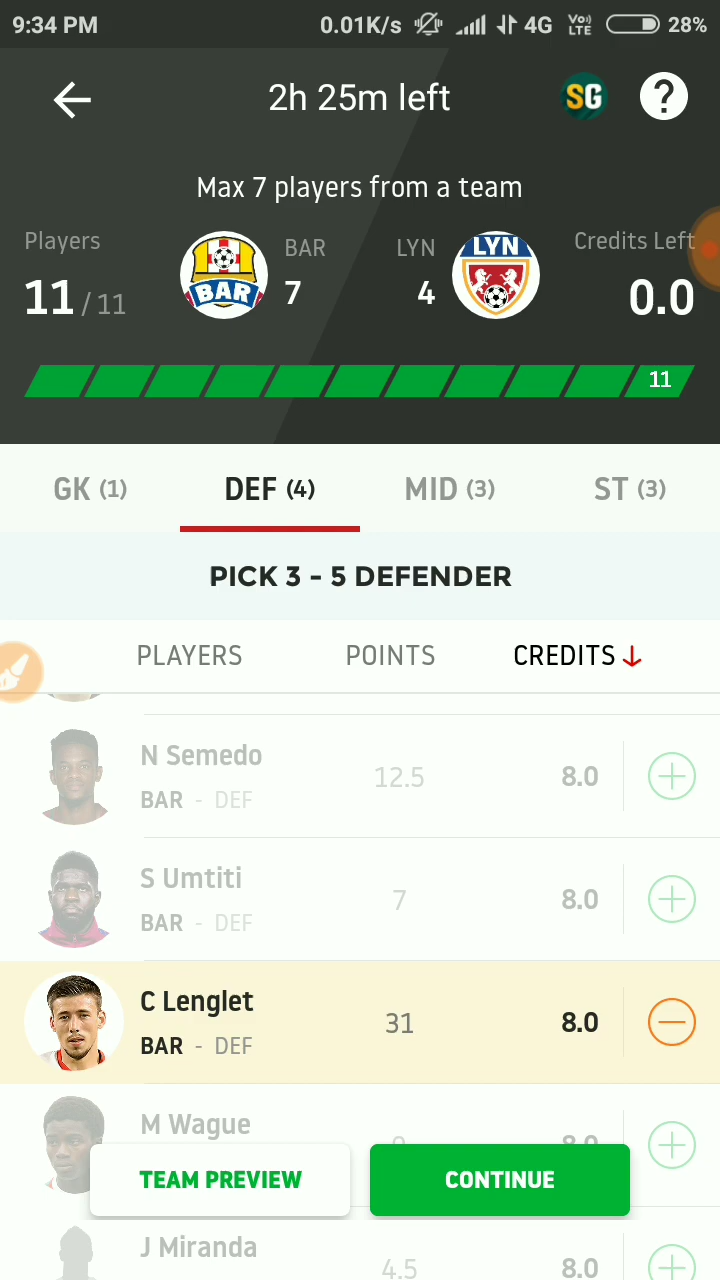 9:34 PM 0.01K/s 4G VoLTE 28%
2h 25m left SG ?
Max 7 players from a team
Players BAR LYN Credits Left
11 / 11 BAR 7 4 LYN 0.0
11
GK (1) DEF (4) MID (3) ST (3)
PICK 3 - 5 DEFENDER
PLAYERS POINTS CREDITS
N Semedo 12.5 8.0
BAR - DEF
S Umtiti 7 8.0
BAR - DEF
C Lenglet 31 8.0
BAR - DEF
M Wague
0 8.0
TEAM PREVIEW CONTINUE
J Miranda 4.5 8.0